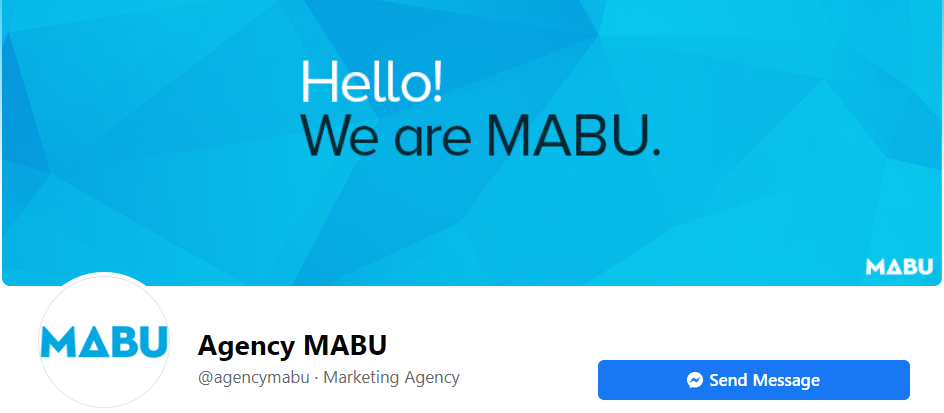 Hello!
We are MABU.
MABU
MABU
Agency MABU
@agencymabu · Marketing Agency
Send Message